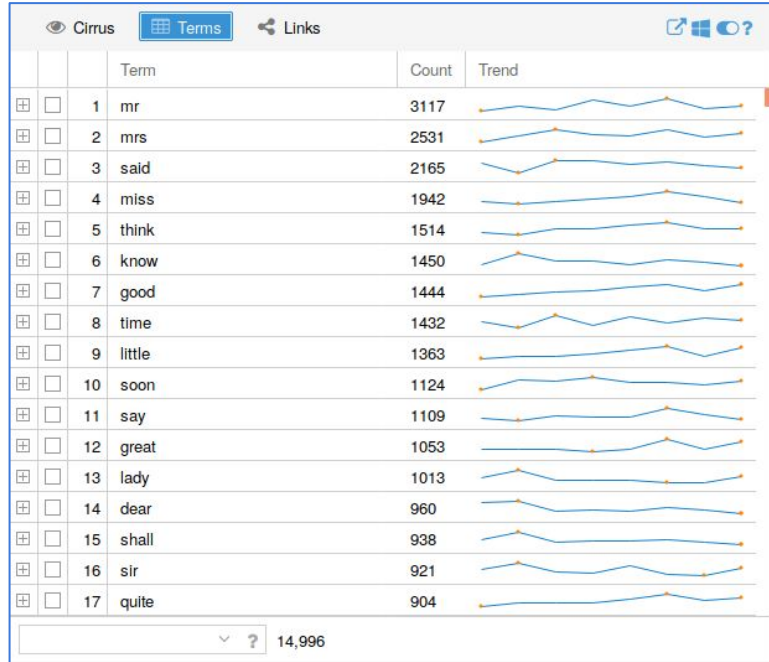 Cirrus Terms Links ?
Term Count Trend
1 mr 3117
2 mrs 2531
3 said 2165
4 miss 1942
5 think 1514
6 know 1450
7 good 1444
8 time 1432
9 little 1363
10 soon 1124
11 say 1109
12 great 1053
13 lady 1013
14 dear 960
15 shall 938
16 sir 921
17 quite 904
? 14,996